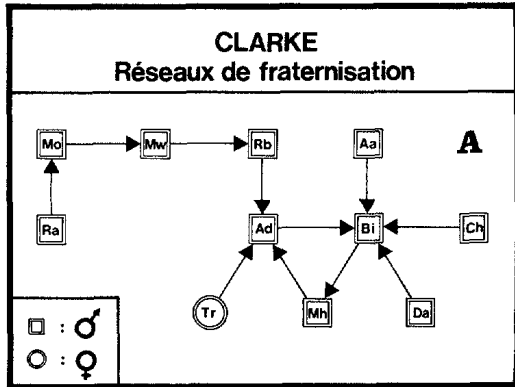 CLARKE
Réseaux de fraternisation
Mo Mw Rb Aa A
Ra Ad Bi Ch
Tr Mh Da
: ♂
: ♀